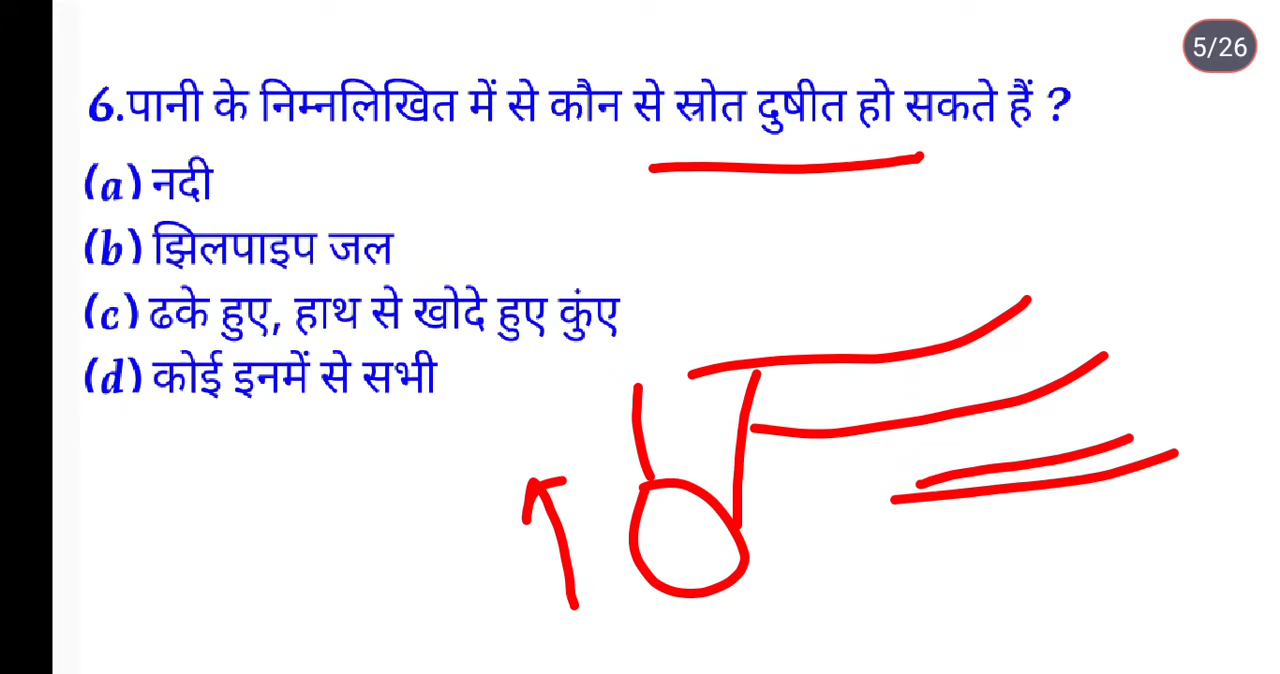 5/26
6.पानी के निम्नलिखित में से कौन से स्रोत दुषीत हो सकते हैं ?
(a) नदी
(b) झिलपाइप जल
(c) ढके हुए, हाथ से खोदे हुए कुंए
(d) कोई इनमें से सभी